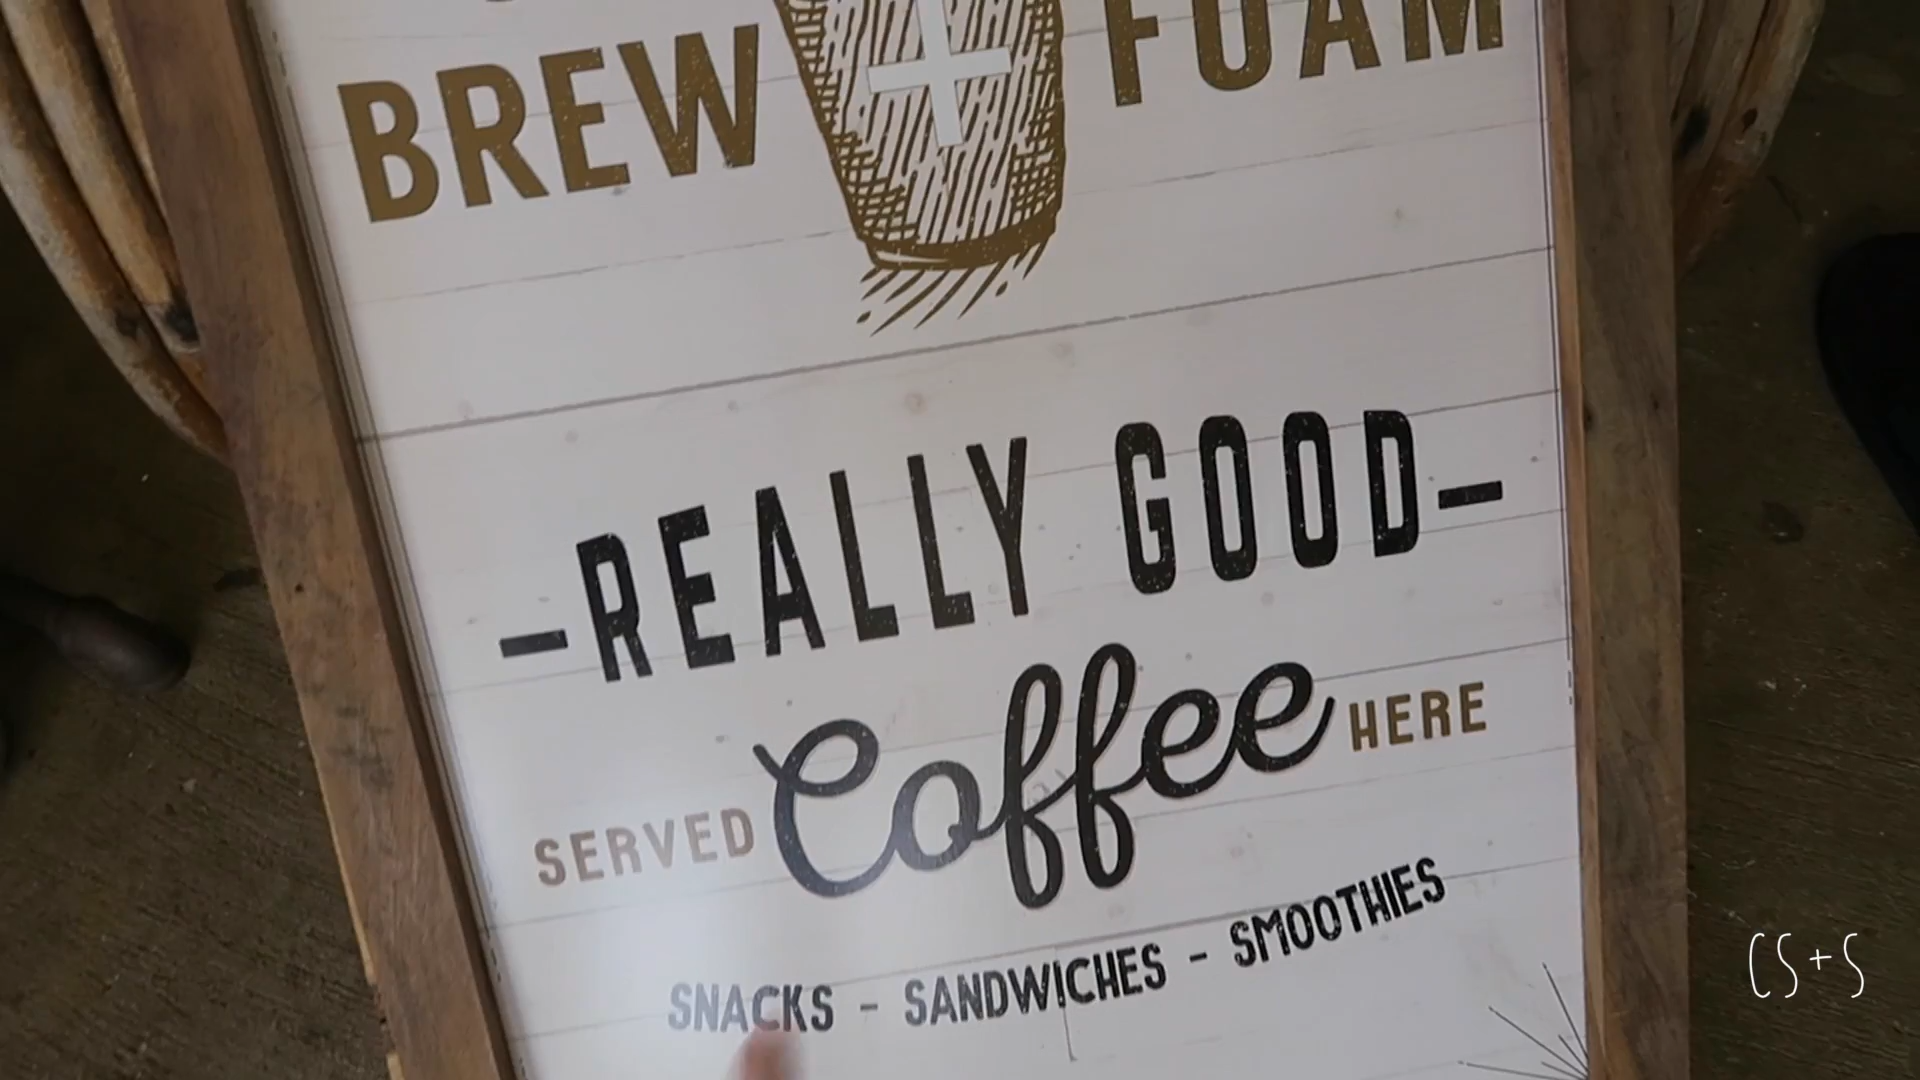 BREW + FOAM
-REALLY GOOD-
SERVED Coffee HERE
SNACKS - SANDWICHES - SMOOTHIES
CS+S